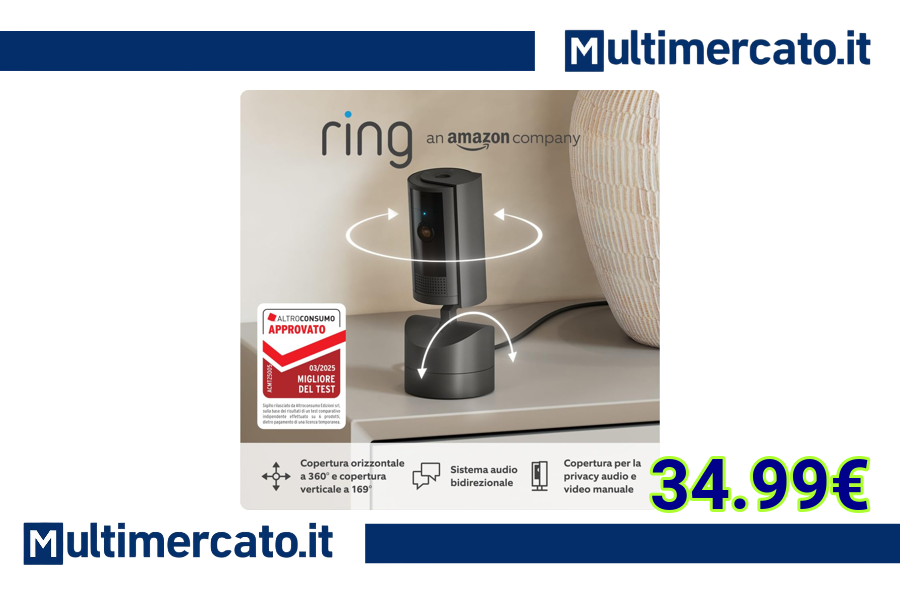 Multimercato.it
ring an amazon company
ALTROCONSUMO
APPROVATO
03/2025
MIGLIORE
DEL TEST
ACMT25005
Copertura orizzontale
a 360° e copertura
verticale a 169°
Sistema audio
bidirezionale
Copertura per la
privacy audio e
video manuale
34.99€
Multimercato.it